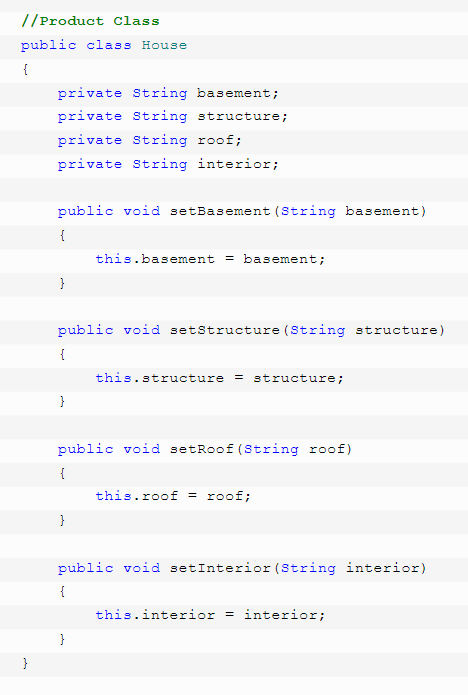 //Product Class
public class House
{
    private String basement;
    private String structure;
    private String roof;
    private String interior;

    public void setBasement(String basement)
    {
        this.basement = basement;
    }

    public void setStructure(String structure)
    {
        this.structure = structure;
    }

    public void setRoof(String roof)
    {
        this.roof = roof;
    }

    public void setInterior(String interior)
    {
        this.interior = interior;
    }
}